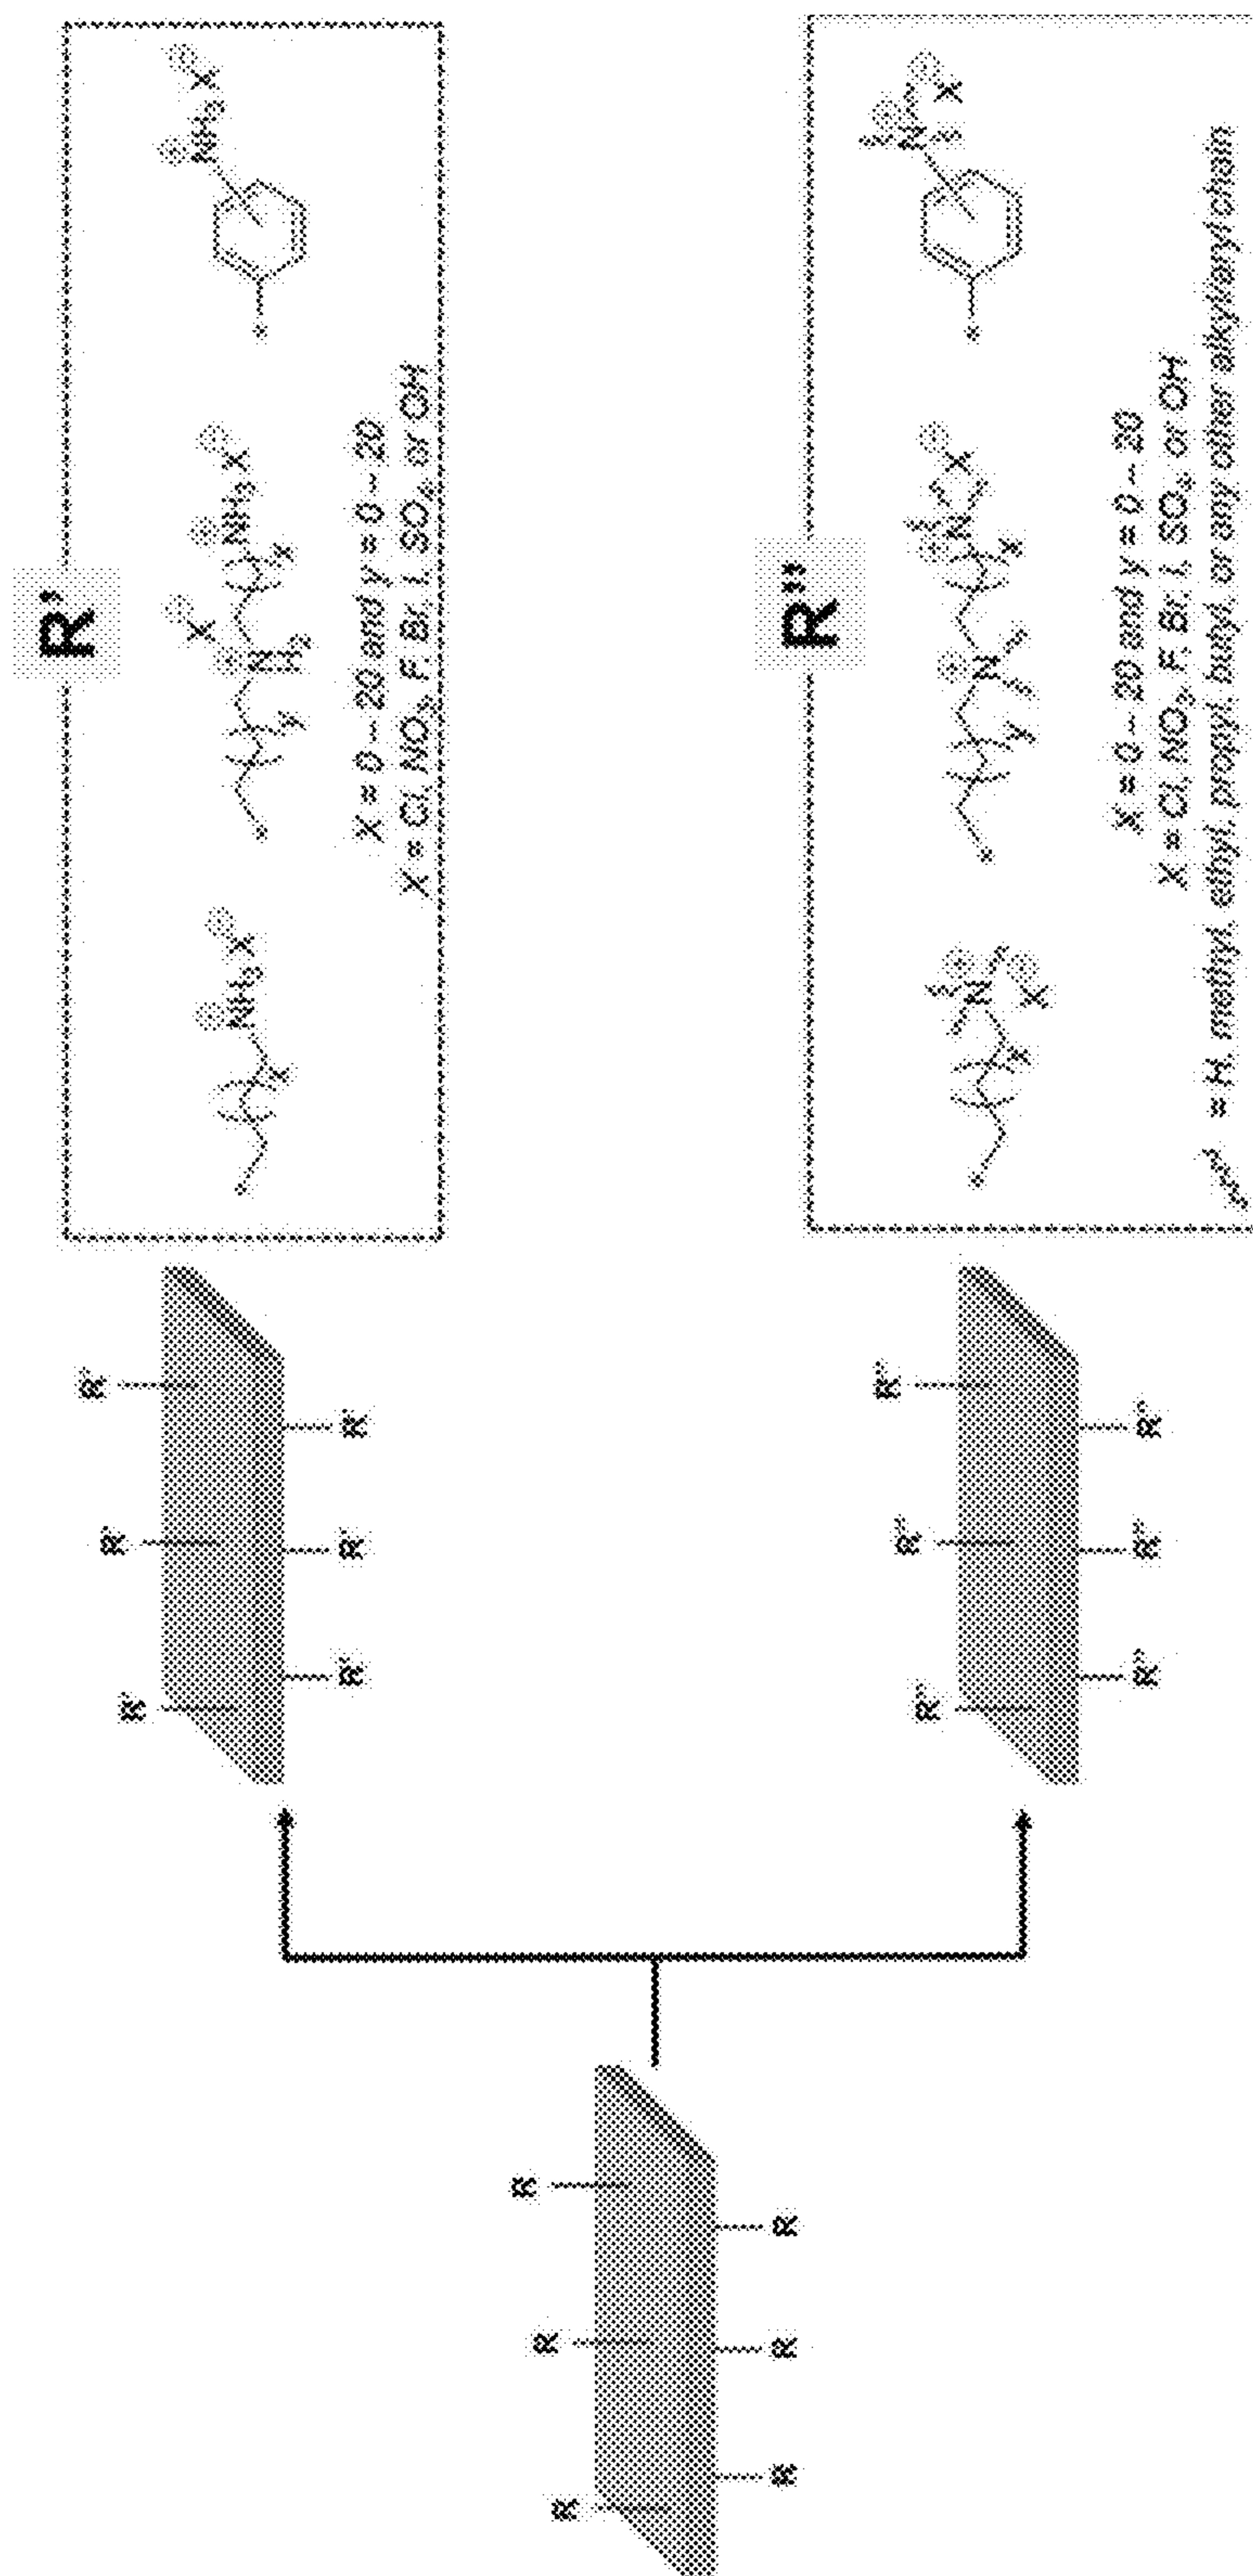 R R R
R R R
R' R' R'
R' R' R'
R'
⊕ ⊖
NH₃ X
x
⊖
X
⊕ ⊕ ⊖
NH₂ NH₃ X
y x
⊕ ⊖
NH₃ X
X = 0 ~ 20 and y = 0 ~ 20
X = Cl, NO₃, F, Br, I, SO₄, or OH
R'' R'' R''
R'' R'' R''
R''
⊕
N
x ⊖
X
⊕ ⊕ ⊖
N N X
y x
⊕ ⊖
N X
X = 0 ~ 20 and y = 0 ~ 20
X = Cl, NO₃, F, Br, I, SO₄, or OH
= H, methyl, ethyl, propyl, butyl, or any other alkyl/aryl chain